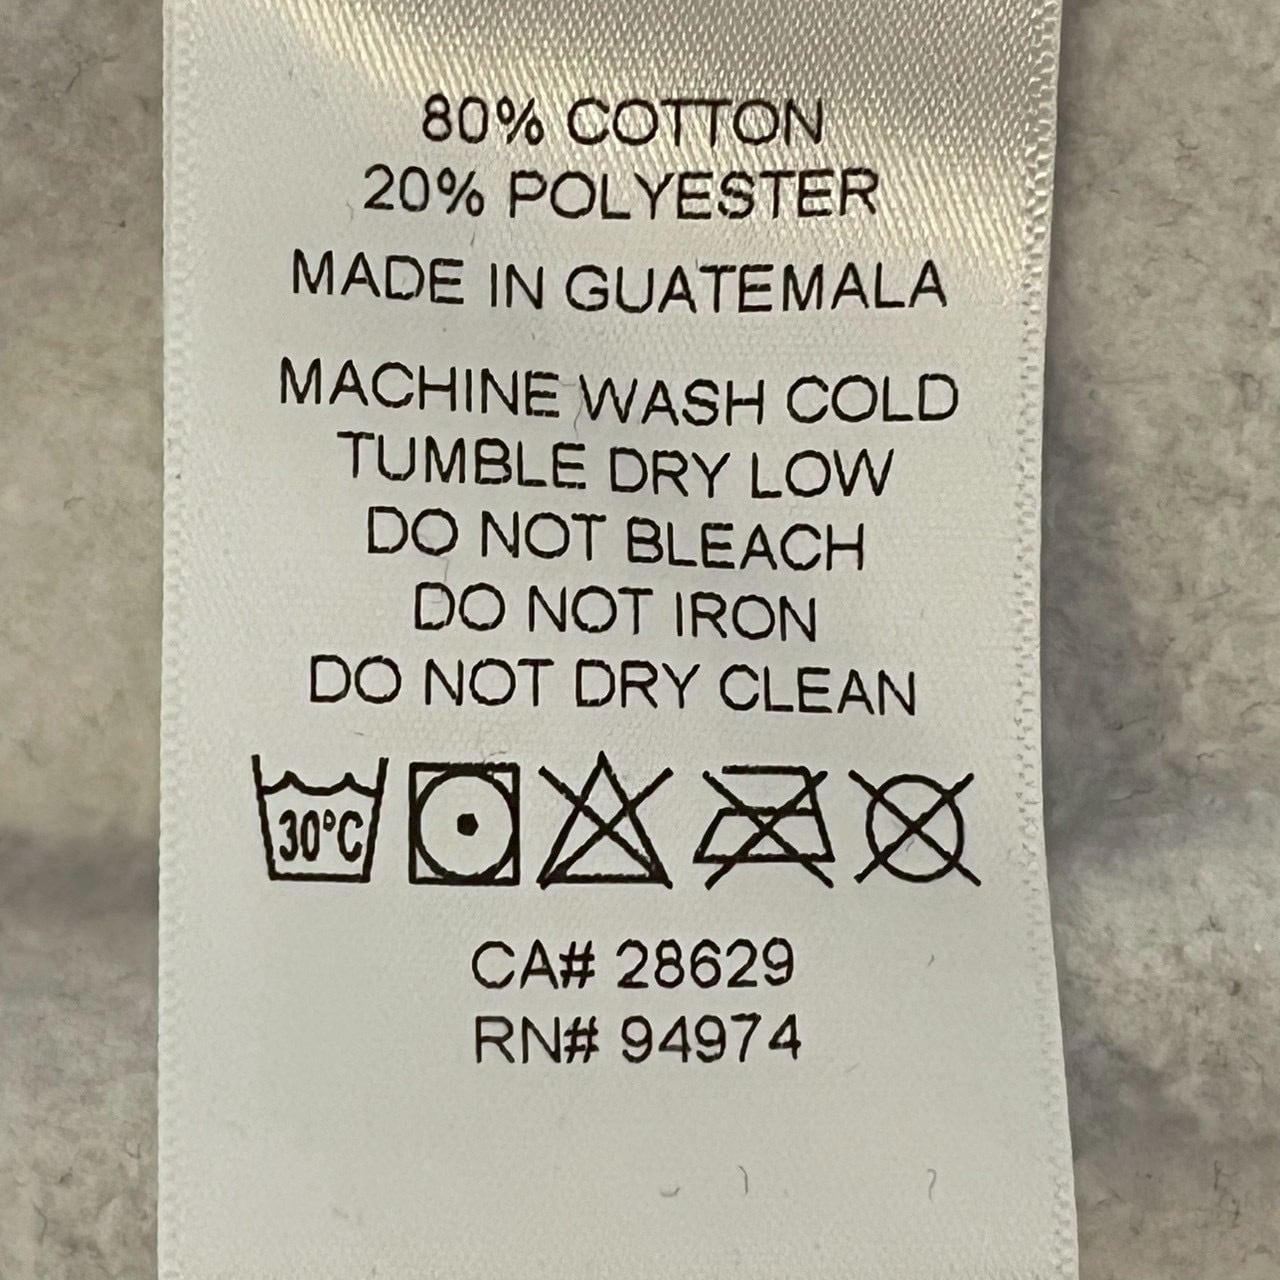 80% COTTON
20% POLYESTER
MADE IN GUATEMALA
MACHINE WASH COLD
TUMBLE DRY LOW
DO NOT BLEACH
DO NOT IRON
DO NOT DRY CLEAN
30°C
CA# 28629
RN# 94974